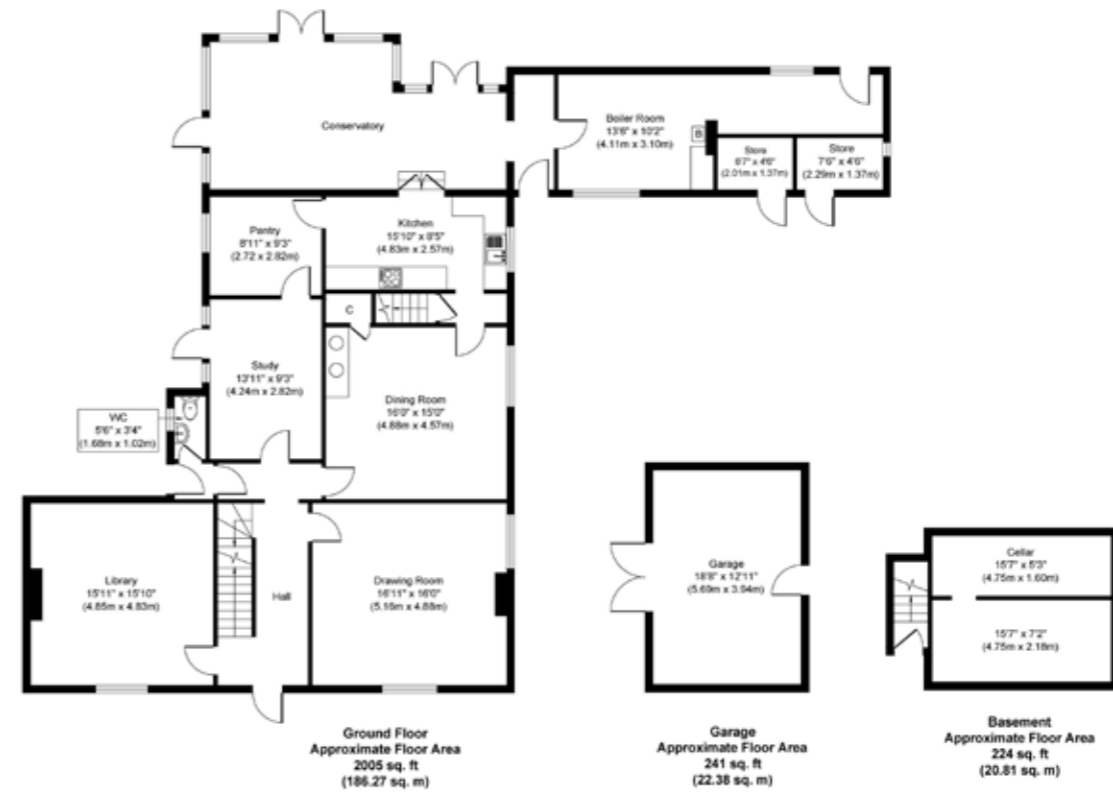 Conservatory
Boiler Room
13'6" x 10'2"
(4.11m x 3.10m)
B
Store
6'7" x 4'6"
(2.01m x 1.37m)
Store
7'6" x 4'6"
(2.29m x 1.37m)
Pantry
8'11" x 9'3"
(2.72 x 2.82m)
Kitchen
15'10" x 8'5"
(4.83m x 2.57m)
C
Study
13'11" x 9'3"
(4.24m x 2.82m)
WC
5'6" x 3'4"
(1.68m x 1.02m)
Dining Room
16'0" x 15'0"
(4.88m x 4.57m)
Library
15'11" x 15'10"
(4.85m x 4.83m)
Hall
Drawing Room
16'11" x 16'0"
(5.16m x 4.88m)
Garage
18'8" x 12'11"
(5.69m x 3.94m)
Cellar
15'7" x 5'3"
(4.75m x 1.60m)
15'7" x 7'2"
(4.75m x 2.18m)
Ground Floor
Approximate Floor Area
2005 sq. ft
(186.27 sq. m)
Garage
Approximate Floor Area
241 sq. ft
(22.38 sq. m)
Basement
Approximate Floor Area
224 sq. ft
(20.81 sq. m)